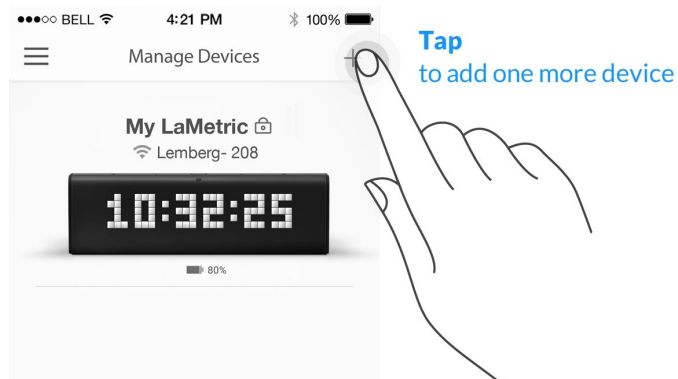 BELL 4:21 PM 100%
Manage Devices
Tap
to add one more device
My LaMetric
Lemberg- 208
10:32:25
80%